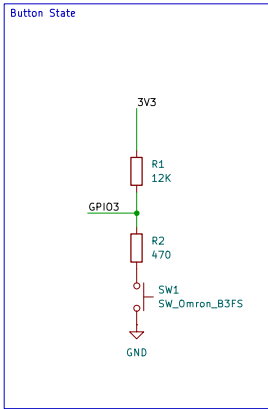 Button State
3V3
R1
12K
GPIO3
R2
470
SW1
SW_Omron_B3FS
GND